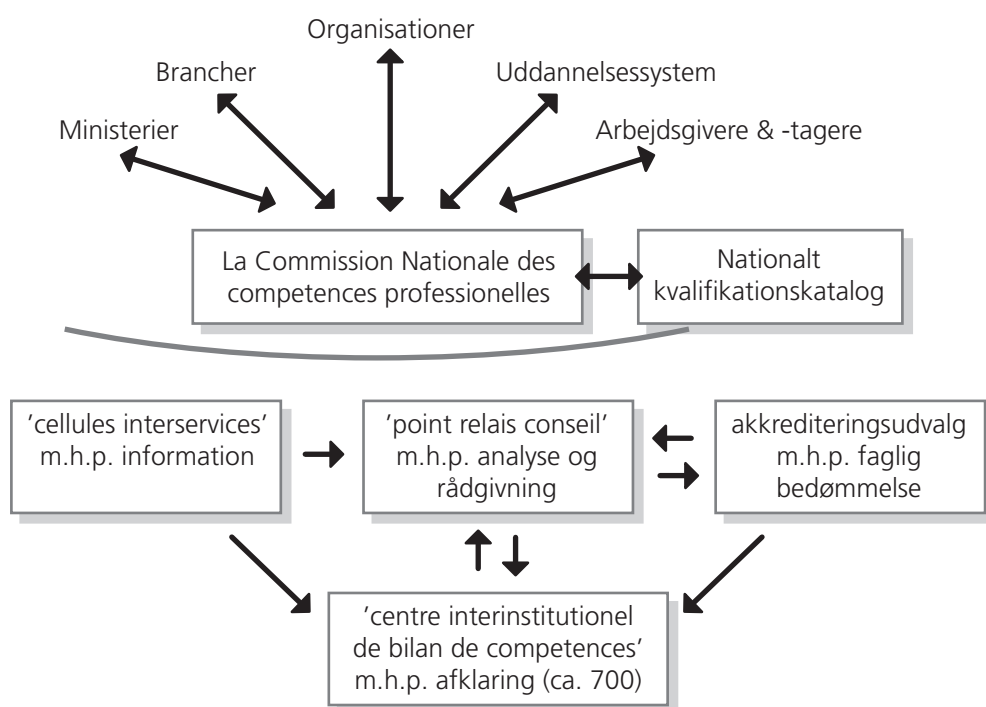 Organisationer
Brancher
Uddannelsessystem
Ministerier
Arbejdsgivere & -tagere
La Commission Nationale des
competences professionelles
Nationalt
kvalifikationskatalog
'cellules interservices'
m.h.p. information
'point relais conseil'
m.h.p. analyse og
rådgivning
akkrediteringsudvalg
m.h.p. faglig
bedømmelse
'centre interinstitutionel
de bilan de competences'
m.h.p. afklaring (ca. 700)